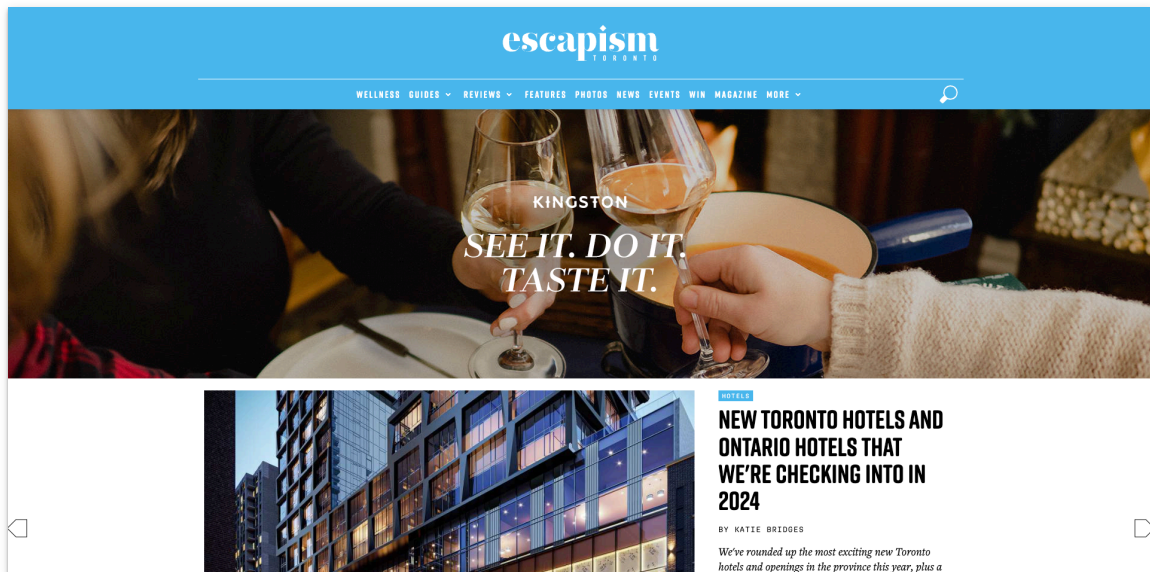 escapism
TORONTO
WELLNESS GUIDES REVIEWS FEATURES PHOTOS NEWS EVENTS WIN MAGAZINE MORE
KINGSTON
SEE IT. DO IT.
TASTE IT.
HOTELS
NEW TORONTO HOTELS AND
ONTARIO HOTELS THAT
WE'RE CHECKING INTO IN
2024
BY KATIE BRIDGES
We've rounded up the most exciting new Toronto
hotels and openings in the province this year, plus a